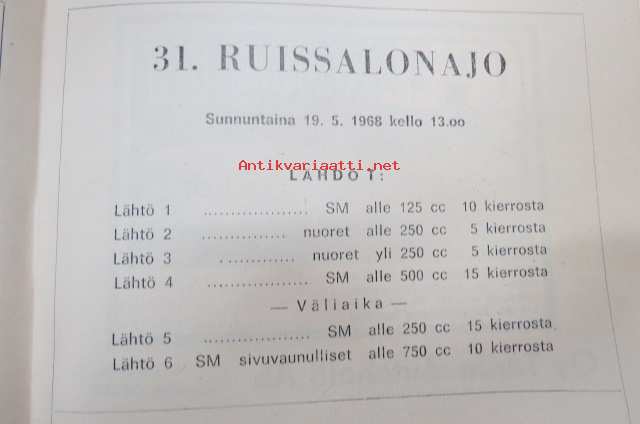 31. RUISSALONAJO
Sunnuntaina 19. 5. 1968 kello 13.oo
Antikvariaatti.net
LÄHDÖT:
Lähtö 1 .................... SM alle 125 cc 10 kierrosta
Lähtö 2 ................ nuoret alle 250 cc 5 kierrosta
Lähtö 3 . ............. nuoret yli 250 cc 5 kierrosta
Lähtö 4 .................... SM alle 500 cc 15 kierrosta
— Väliaika —
Lähtö 5 .................... SM alle 250 cc 15 kierrosta
Lähtö 6 SM sivuvaunulliset alle 750 cc 10 kierrosta